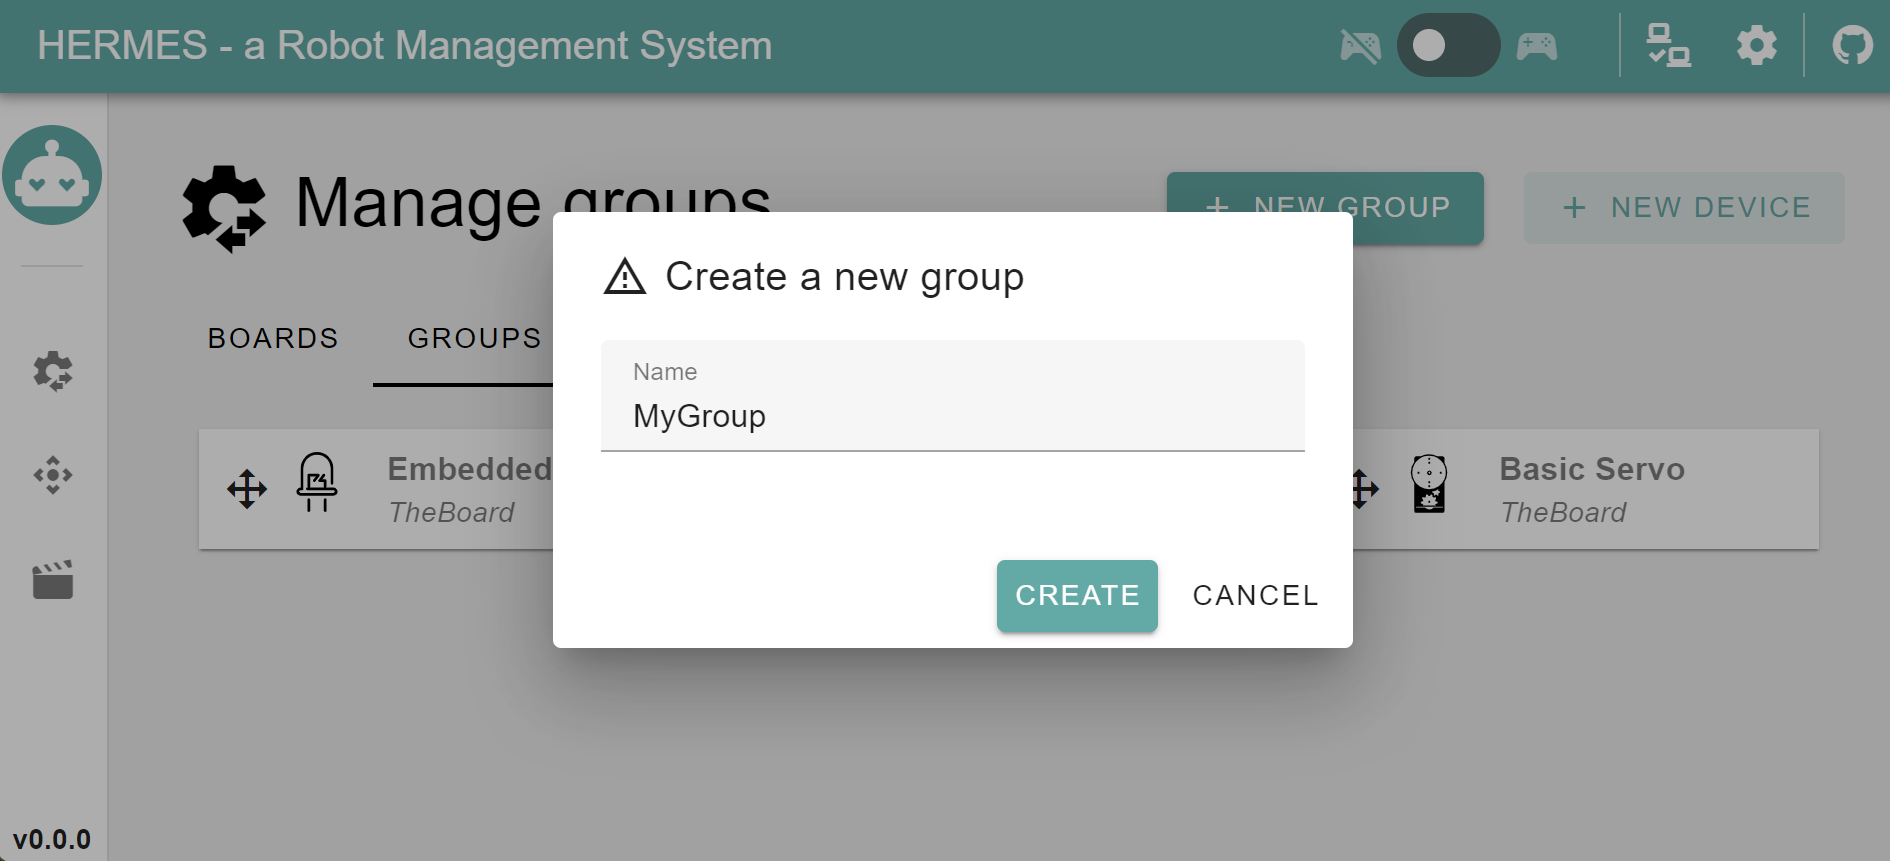 HERMES - a Robot Management System
Manage groups
+ NEW GROUP
+ NEW DEVICE
Create a new group
BOARDS
GROUPS
Name
MyGroup
Embedded
TheBoard
Basic Servo
TheBoard
CREATE
CANCEL
v0.0.0